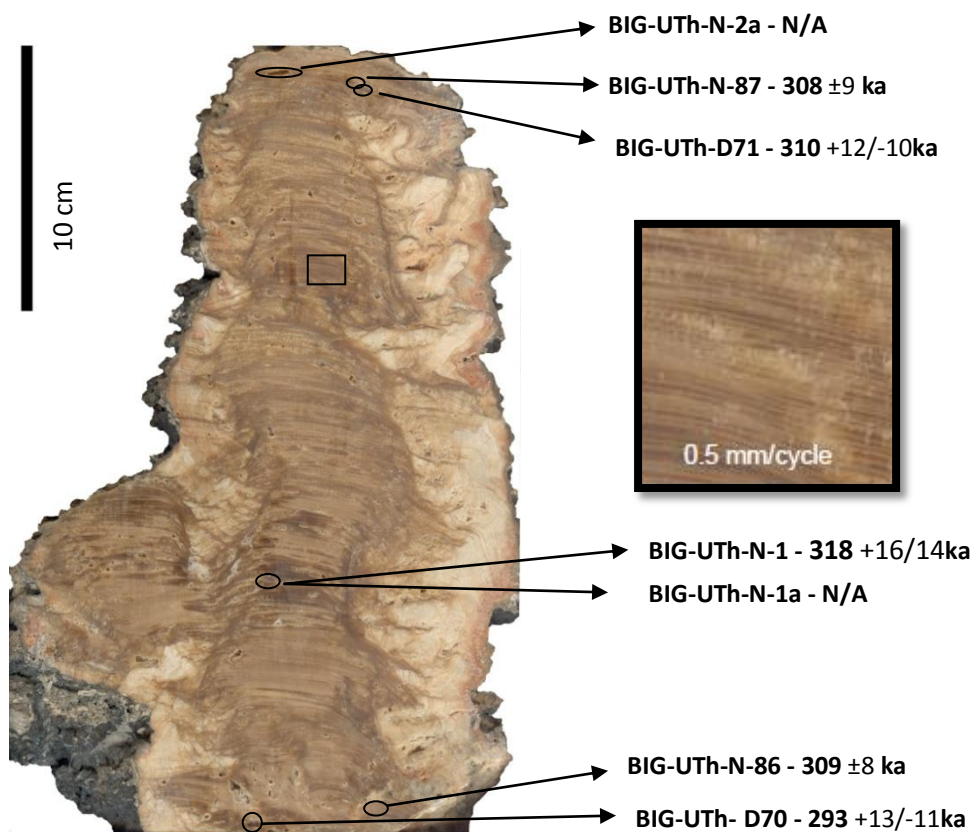 BIG-UTh-N-2a - N/A
BIG-UTh-N-87 - 308 ±9 ka
BIG-UTh-D71 - 310 +12/-10ka
10 cm
0.5 mm/cycle
BIG-UTh-N-1 - 318 +16/14ka
BIG-UTh-N-1a - N/A
BIG-UTh-N-86 - 309 ±8 ka
BIG-UTh- D70 - 293 +13/-11ka